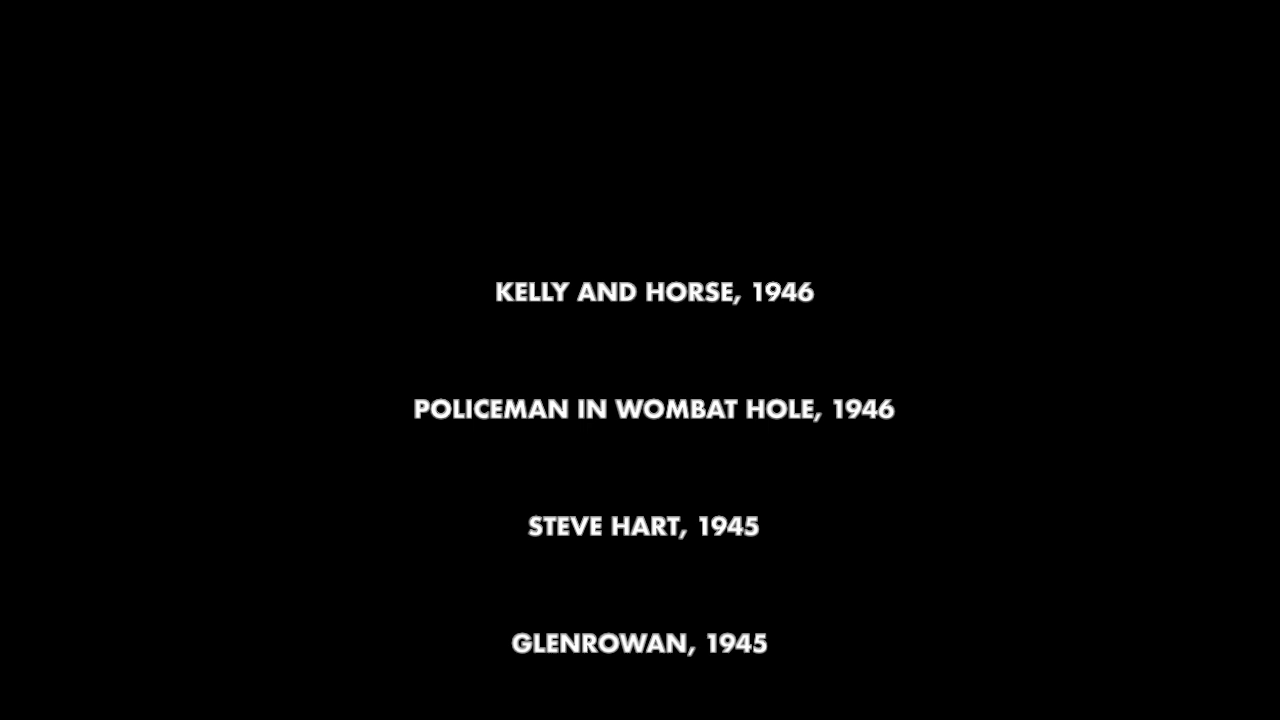 KELLY AND HORSE, 1946
POLICEMAN IN WOMBAT HOLE, 1946
STEVE HART, 1945
GLENROWAN, 1945